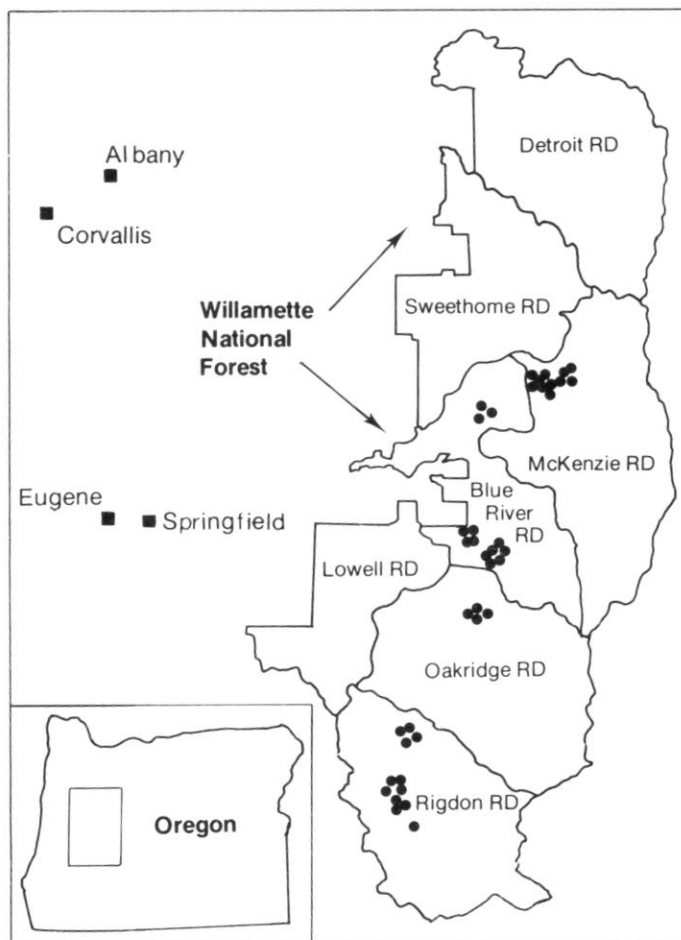 Detroit RD
Albany
Corvallis
Willamette
National
Forest
Sweethome RD
McKenzie RD
Blue
River
RD
Eugene
Springfield
Lowell RD
Oakridge RD
Rigdon RD
Oregon